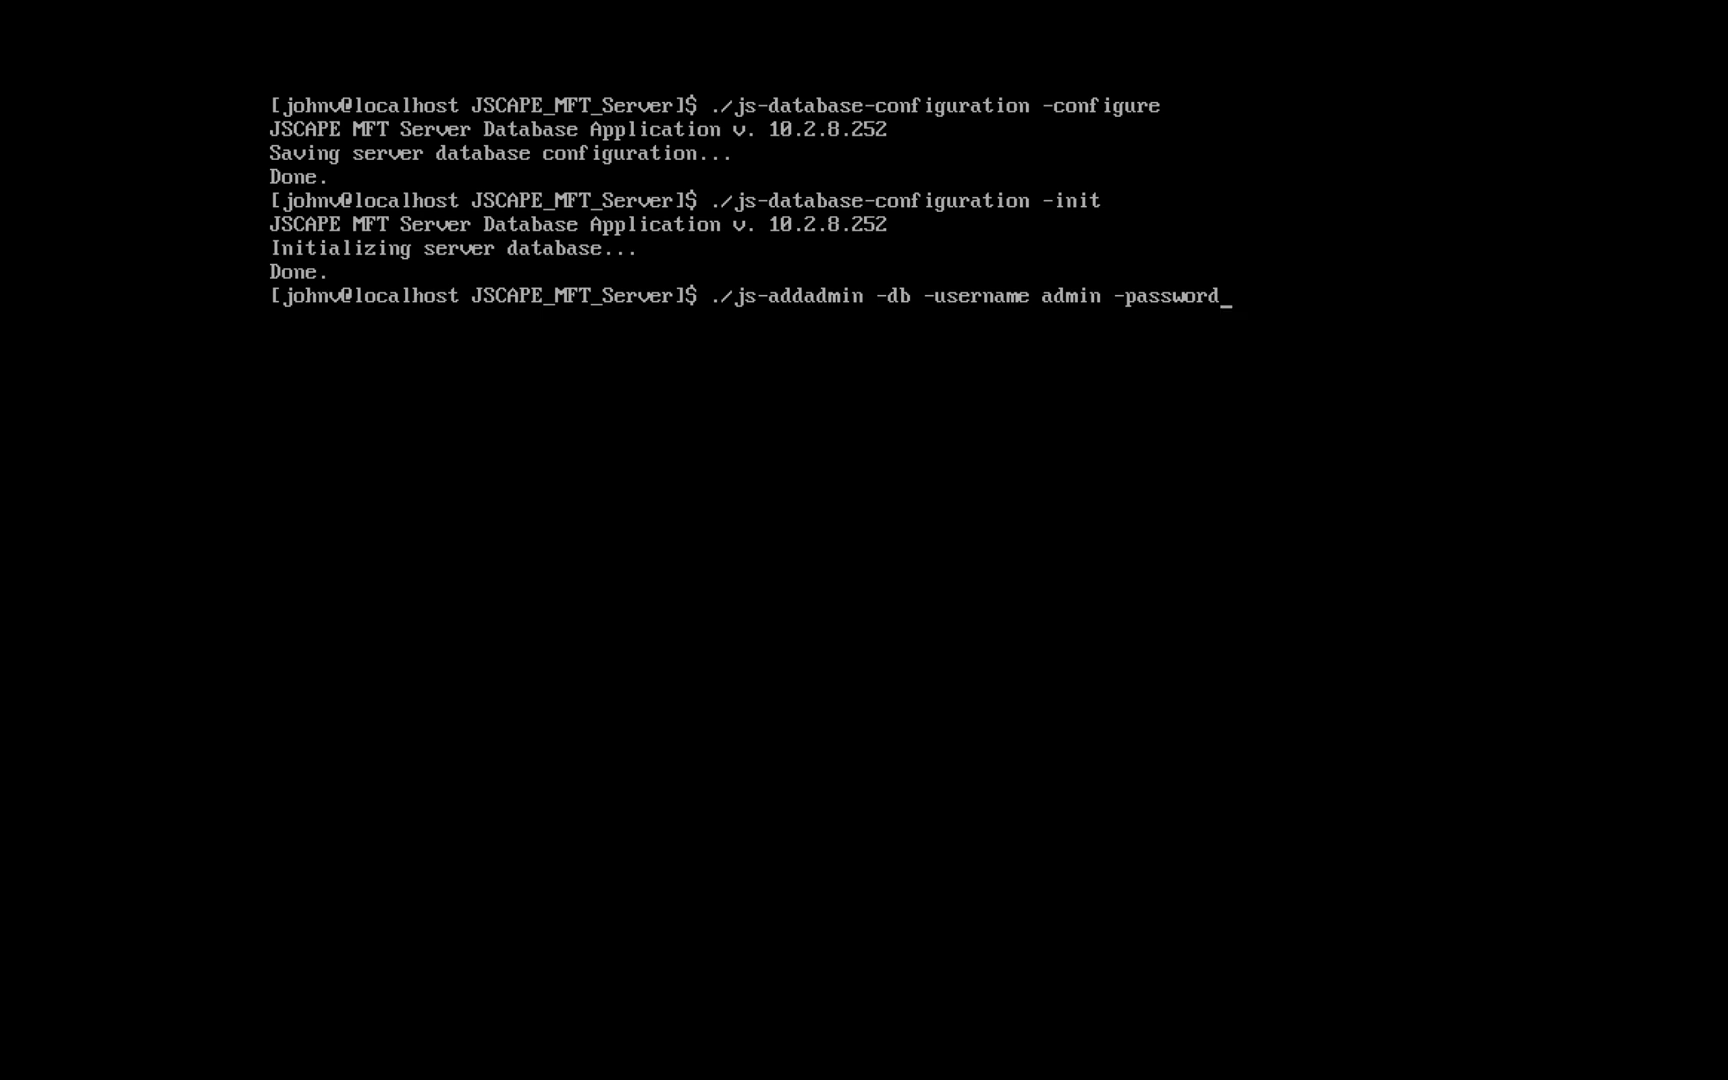 [johnv@localhost JSCAPE_MFT_Server]$ ./js-database-configuration -configure
JSCAPE MFT Server Database Application v. 10.2.8.252
Saving server database configuration...
Done.
[johnv@localhost JSCAPE_MFT_Server]$ ./js-database-configuration -init
JSCAPE MFT Server Database Application v. 10.2.8.252
Initializing server database...
Done.
[johnv@localhost JSCAPE_MFT_Server]$ ./js-addadmin -db -username admin -password_